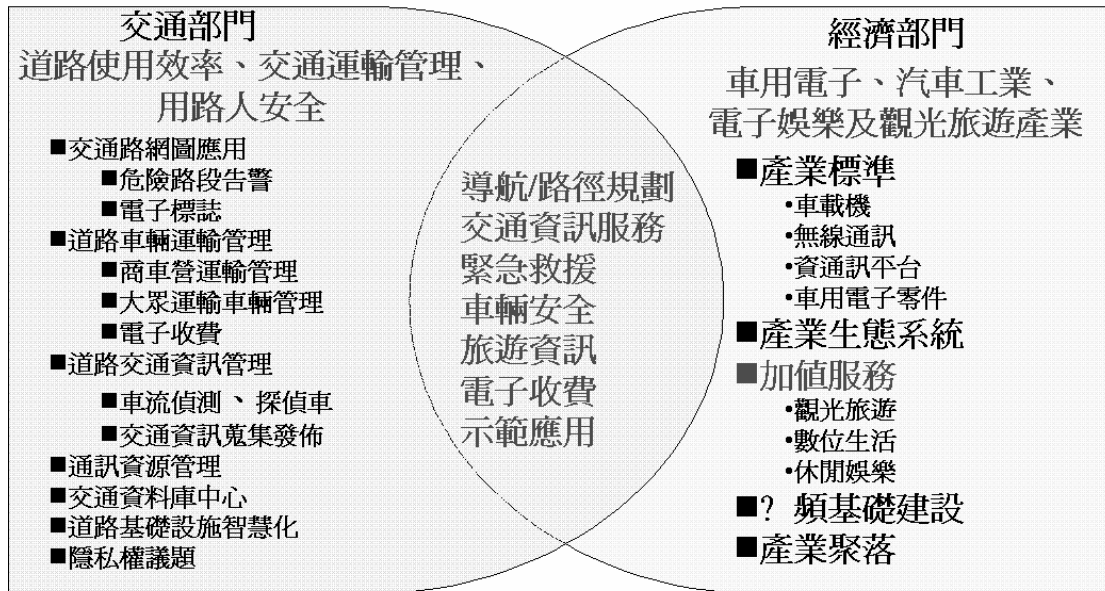 交通部門
道路使用效率、交通運輸管理、
用路人安全
■交通路網圖應用
■危險路段告警
■電子標誌
■道路車輛運輸管理
■商車營運輸管理
■大眾運輸車輛管理
■電子收費
■道路交通資訊管理
■車流偵測、探偵車
■交通資訊蒐集發佈
■通訊資源管理
■交通資料庫中心
■道路基礎設施智慧化
■隱私權議題
導航/路徑規劃
交通資訊服務
緊急救援
車輛安全
旅遊資訊
電子收費
示範應用
經濟部門
車用電子、汽車工業、
電子娛樂及觀光旅遊產業
■產業標準
•車載機
•無線通訊
•資通訊平台
•車用電子零件
■產業生態系統
■加值服務
•觀光旅遊
•數位生活
•休閒娛樂
■? 頻基礎建設
■產業聚落